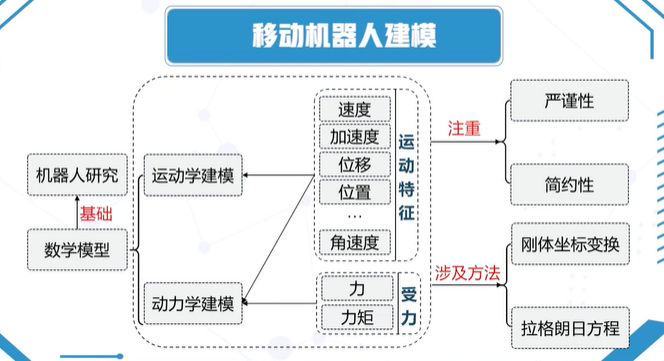 移动机器人建模
机器人研究
基础
数学模型
运动学建模
动力学建模
速度
加速度
位移
位置
...
角速度
运动特征
力
力矩
受力
注重
严谨性
简约性
涉及方法
刚体坐标变换
拉格朗日方程